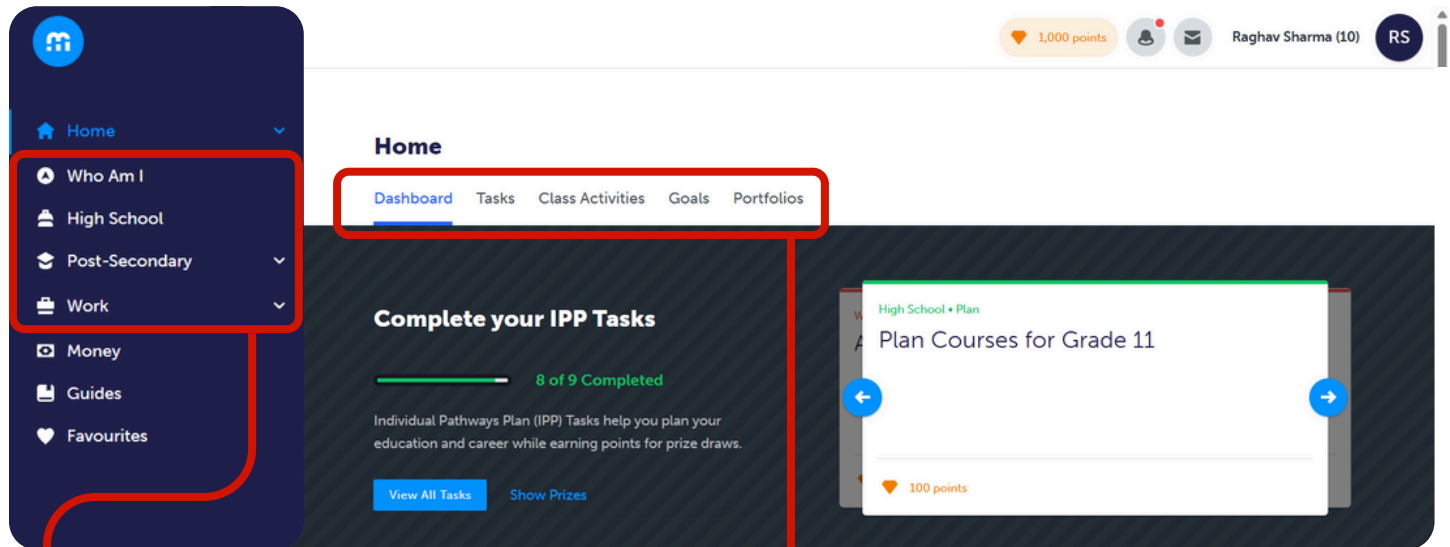 m
1,000 points
Raghav Sharma (10)
RS
Home
Who Am I
High School
Post-Secondary
Work
Money
Guides
Favourites
Home
Dashboard Tasks Class Activities Goals Portfolios
Complete your IPP Tasks
8 of 9 Completed
Individual Pathways Plan (IPP) Tasks help you plan your
education and career while earning points for prize draws.
View All Tasks Show Prizes
High School • Plan
Plan Courses for Grade 11
100 points